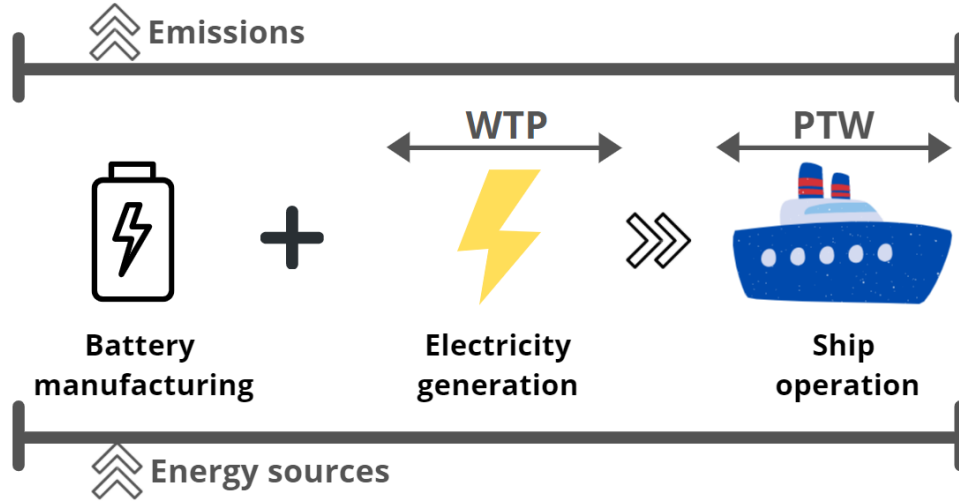 Emissions
WTP
PTW
Battery
manufacturing
Electricity
generation
Ship
operation
Energy sources